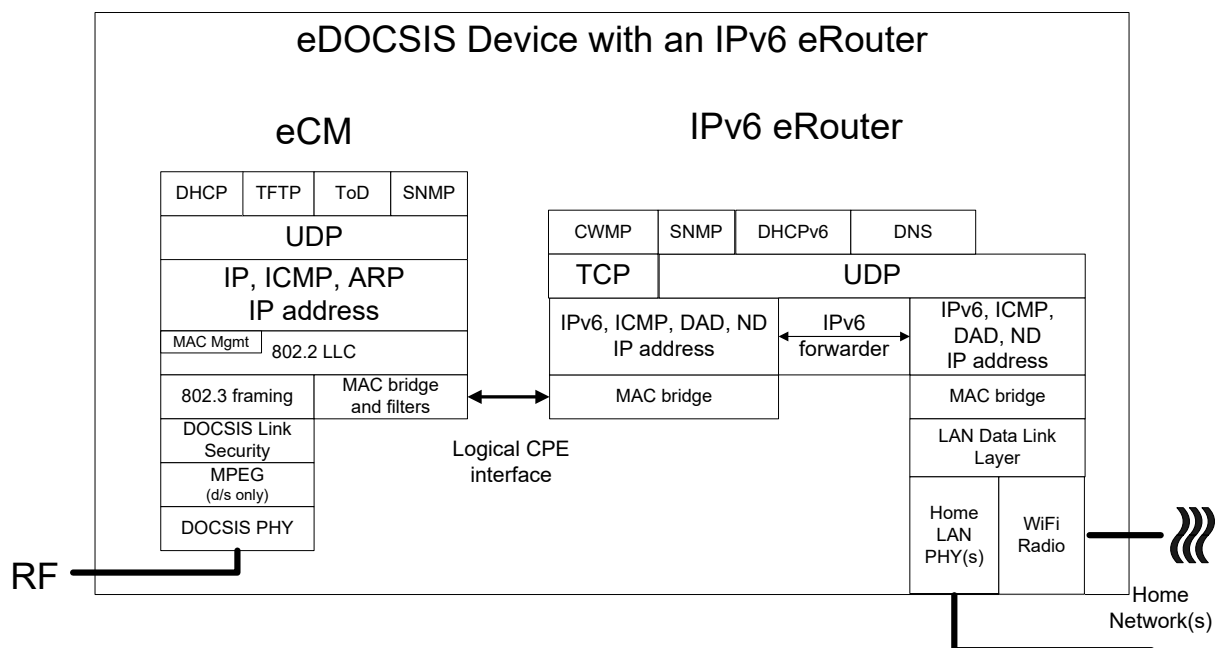 eDOCSIS Device with an IPv6 eRouter
eCM
IPv6 eRouter
DHCP
TFTP
ToD
SNMP
UDP
IP, ICMP, ARP
IP address
MAC Mgmt
802.2 LLC
802.3 framing
MAC bridge
and filters
DOCSIS Link
Security
MPEG
(d/s only)
DOCSIS PHY
RF
Logical CPE
interface
CWMP
SNMP
DHCPv6
DNS
TCP
UDP
IPv6, ICMP, DAD, ND
IP address
IPv6
forwarder
IPv6, ICMP,
DAD, ND
IP address
MAC bridge
MAC bridge
LAN Data Link
Layer
Home
LAN
PHY(s)
WiFi
Radio
Home
Network(s)